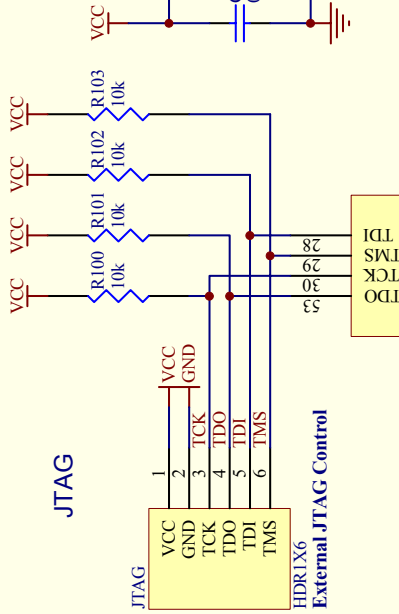 VCC
VCC
VCC
VCC
VCC
R103
10k
R102
10k
R101
10k
R100
10k
JTAG
VCC
GND
TCK
TDO
TDI
TMS
1
2
3
4
5
6
VCC
GND
TCK
TDO
TDI
TMS
JTAG
HDR1X6
External JTAG Control
28
29
30
53
TDI
TMS
TCK
TDO